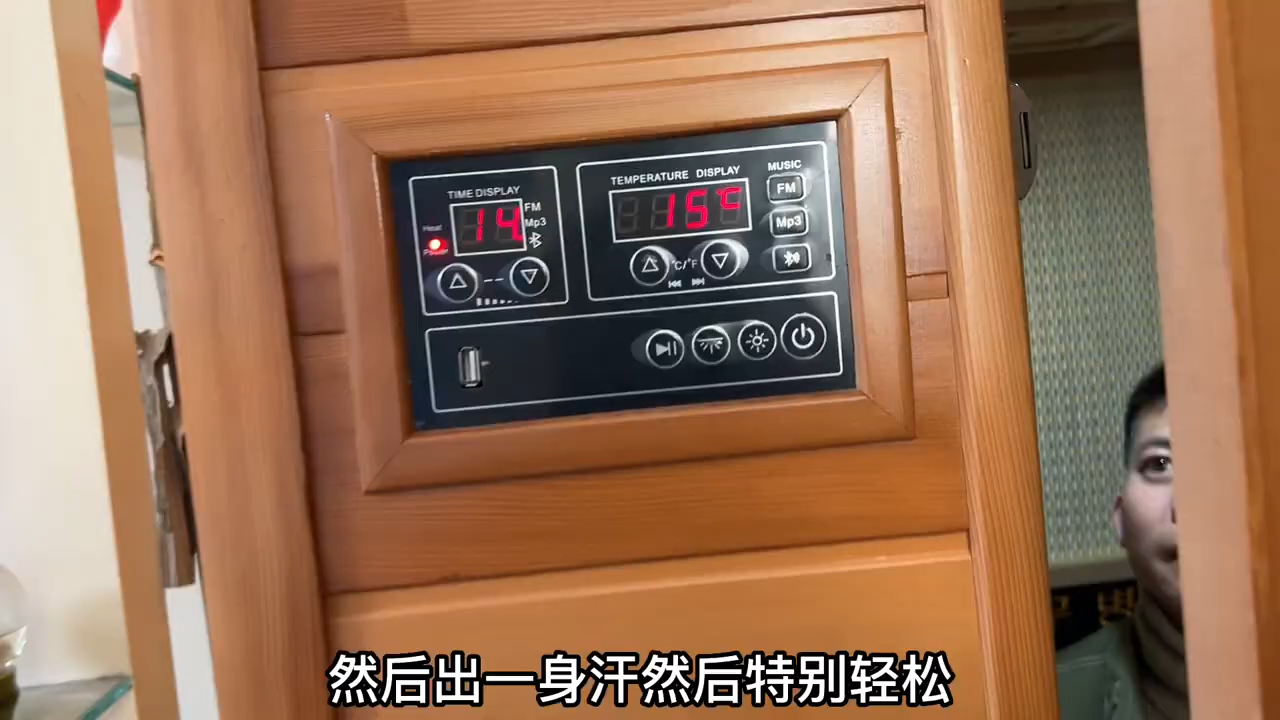 TIME DISPLAY
14.
FM
Mp3
Heat
Power
TEMPERATURE DISPLAY
15℃
°C/°F
MUSIC
FM
Mp3
然后出一身汗然后特别轻松